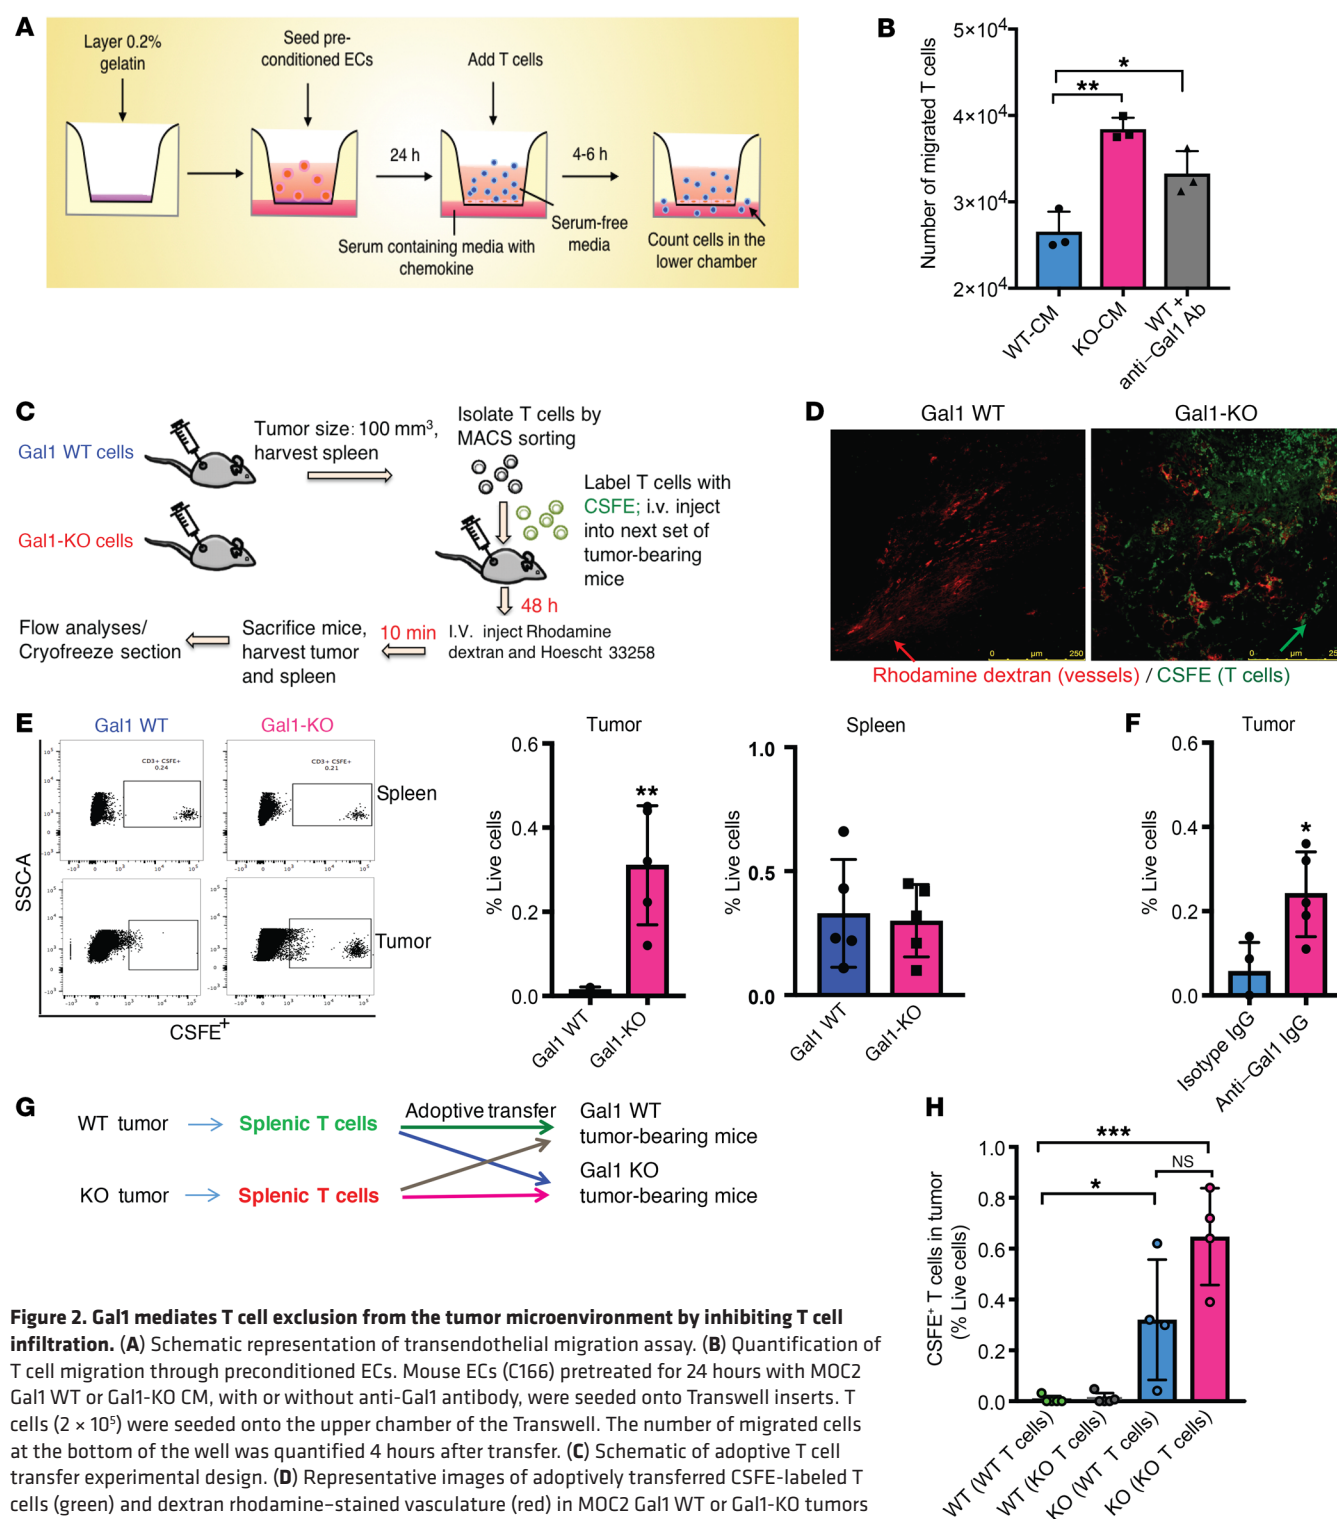 A
Layer 0.2%
gelatin
Seed pre-
conditioned ECs
Add T cells
24 h
4-6 h
Serum containing media with
chemokine
Serum-free
media
Count cells in the
lower chamber
B
Number of migrated T cells
5×10⁴
4×10⁴
3×10⁴
2×10⁴
*
**
WT-CM
KO-CM
WT +
anti–Gal1 Ab
C
Gal1 WT cells
Gal1-KO cells
Tumor size: 100 mm³,
harvest spleen
Isolate T cells by
MACS sorting
Label T cells with
CSFE; i.v. inject
into next set of
tumor-bearing
mice
48 h
I.V. inject Rhodamine
dextran and Hoescht 33258
10 min
Sacrifice mice,
harvest tumor
and spleen
Flow analyses/
Cryofreeze section
D
Gal1 WT
Gal1-KO
0 µm 250
0 µm 25
Rhodamine dextran (vessels) / CSFE (T cells)
E
Gal1 WT
Gal1-KO
CD3+ CSFE+
0.24
CD3+ CSFE+
0.21
Spleen
Tumor
SSC-A
CSFE⁺
Tumor
% Live cells
0.6
0.4
0.2
0.0
**
Gal1 WT
Gal1-KO
Spleen
% Live cells
1.0
0.5
0.0
Gal1 WT
Gal1-KO
F
Tumor
% Live cells
0.6
0.4
0.2
0.0
*
Isotype IgG
Anti–Gal1 IgG
G
WT tumor
Splenic T cells
Adoptive transfer
Gal1 WT
tumor-bearing mice
KO tumor
Splenic T cells
Gal1 KO
tumor-bearing mice
H
CSFE⁺ T cells in tumor
(% Live cells)
1.0
0.8
0.6
0.4
0.2
0.0
***
NS
*
WT (WT T cells)
WT (KO T cells)
KO (WT T cells)
KO (KO T cells)
Figure 2. Gal1 mediates T cell exclusion from the tumor microenvironment by inhibiting T cell
infiltration. (A) Schematic representation of transendothelial migration assay. (B) Quantification of
T cell migration through preconditioned ECs. Mouse ECs (C166) pretreated for 24 hours with MOC2
Gal1 WT or Gal1-KO CM, with or without anti-Gal1 antibody, were seeded onto Transwell inserts. T
cells (2 × 10⁵) were seeded onto the upper chamber of the Transwell. The number of migrated cells
at the bottom of the well was quantified 4 hours after transfer. (C) Schematic of adoptive T cell
transfer experimental design. (D) Representative images of adoptively transferred CSFE-labeled T
cells (green) and dextran rhodamine–stained vasculature (red) in MOC2 Gal1 WT or Gal1-KO tumors